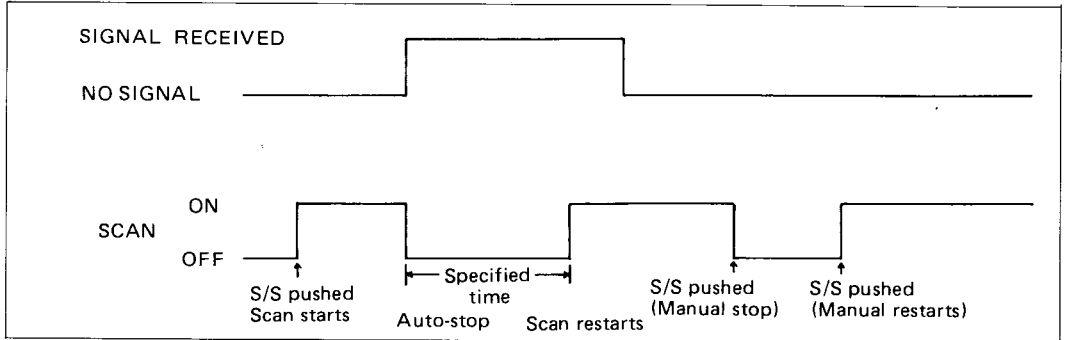 SIGNAL RECEIVED
NO SIGNAL
ON
SCAN
OFF
Specified
time
S/S pushed
Scan starts
Auto-stop
Scan restarts
S/S pushed
(Manual stop)
S/S pushed
(Manual restarts)